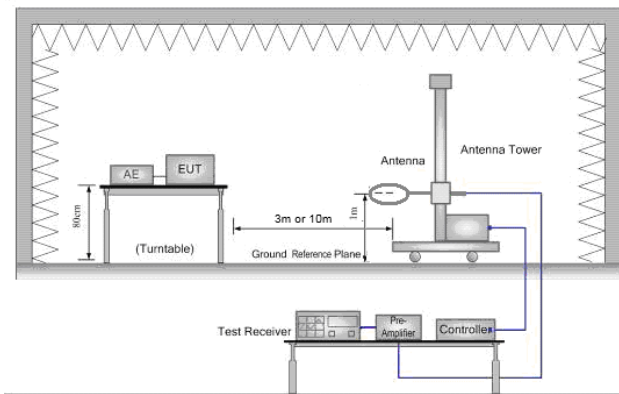 Antenna Tower
Antenna
EUT
AE
80cm
1m
3m or 10m
(Turntable)
Ground Reference Plane
Test Receiver
Pre-
Amplifier
Controller